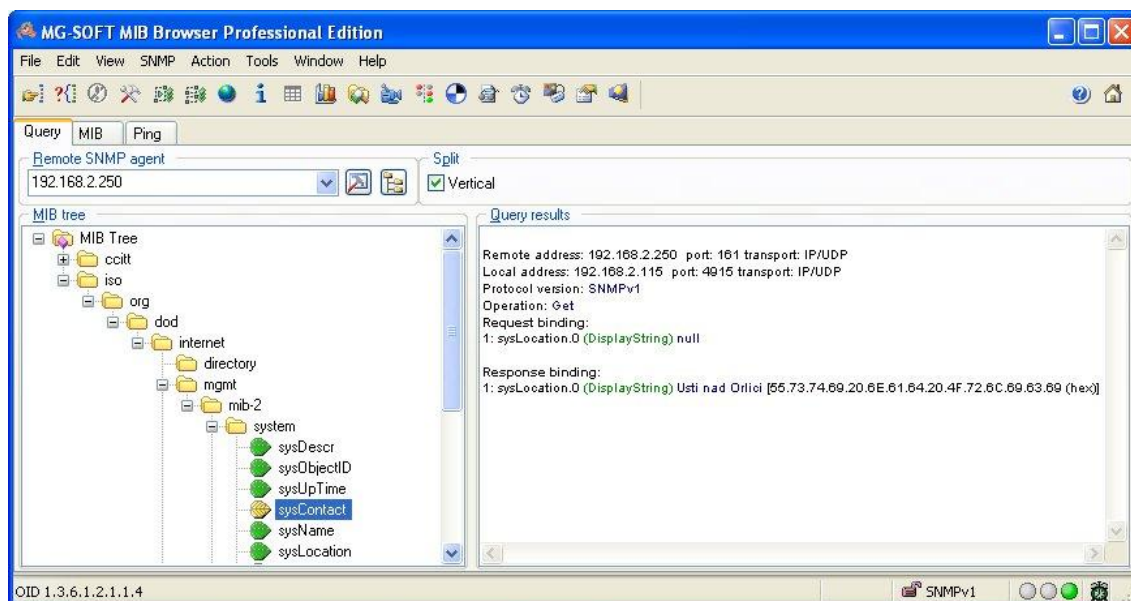 MG-SOFT MIB Browser Professional Edition
File Edit View SNMP Action Tools Window Help
Query MIB Ping
Remote SNMP agent
192.168.2.250
Split
Vertical
MIB tree
MIB Tree
ccitt
iso
org
dod
internet
directory
mgmt
mib-2
system
sysDescr
sysObjectID
sysUpTime
sysContact
sysName
sysLocation
Query results
Remote address: 192.168.2.250 port: 161 transport: IP/UDP
Local address: 192.168.2.115 port: 4915 transport: IP/UDP
Protocol version: SNMPv1
Operation: Get
Request binding:
1: sysLocation.0 (DisplayString) null
Response binding:
1: sysLocation.0 (DisplayString) Usti nad Orlici [55.73.74.69.20.6E.61.64.20.4F.72.6C.69.63.69 (hex)]
OID 1.3.6.1.2.1.1.4
SNMPv1